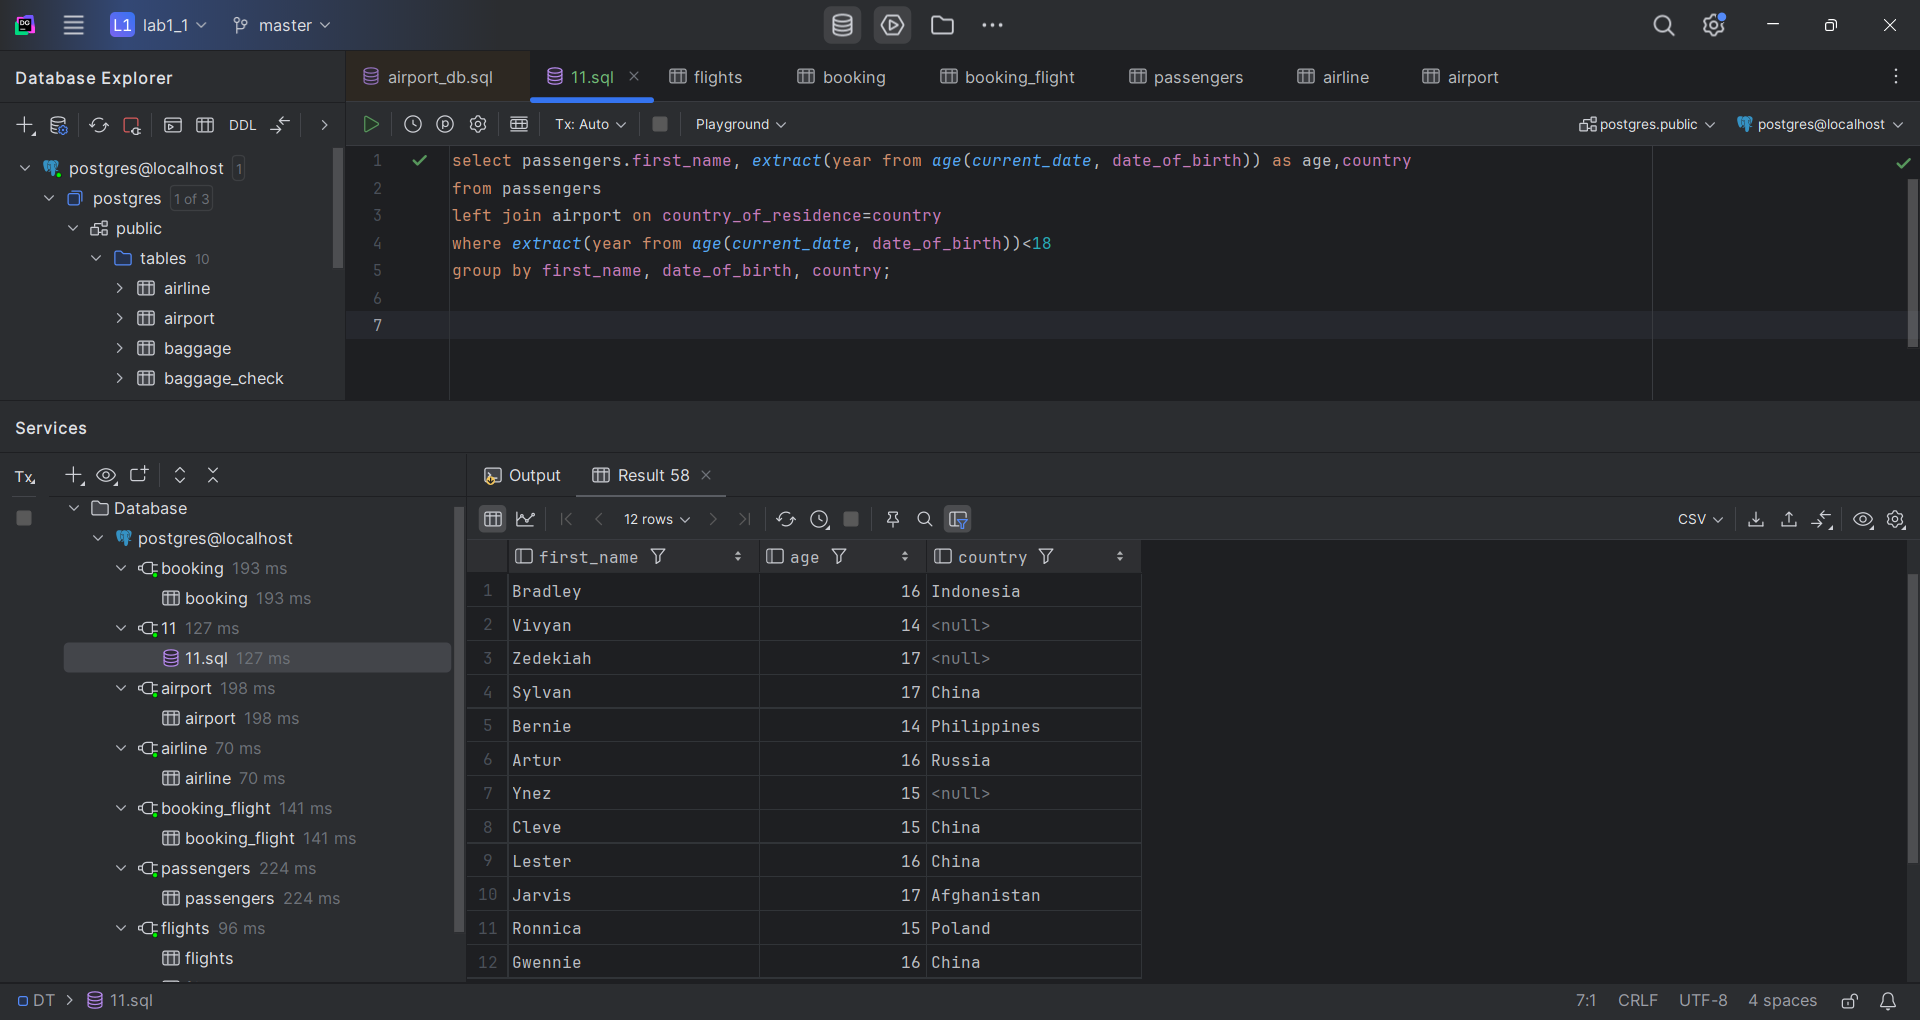 L1 lab1_1 master
Database Explorer
airport_db.sql 11.sql flights booking booking_flight passengers airline airport
DDL
Tx: Auto Playground postgres.public postgres@localhost
postgres@localhost 1
postgres 1 of 3
public
tables 10
airline
airport
baggage
baggage_check
1 select passengers.first_name, extract(year from age(current_date, date_of_birth)) as age,country
2 from passengers
3 left join airport on country_of_residence=country
4 where extract(year from age(current_date, date_of_birth))<18
5 group by first_name, date_of_birth, country;
6
7
Services
Tx
Database
postgres@localhost
booking 193 ms
booking 193 ms
11 127 ms
11.sql 127 ms
airport 198 ms
airport 198 ms
airline 70 ms
airline 70 ms
booking_flight 141 ms
booking_flight 141 ms
passengers 224 ms
passengers 224 ms
flights 96 ms
flights
Output Result 58
12 rows CSV
first_name age country
1 Bradley 16 Indonesia
2 Vivyan 14 <null>
3 Zedekiah 17 <null>
4 Sylvan 17 China
5 Bernie 14 Philippines
6 Artur 16 Russia
7 Ynez 15 <null>
8 Cleve 15 China
9 Lester 16 China
10 Jarvis 17 Afghanistan
11 Ronnica 15 Poland
12 Gwennie 16 China
DT 11.sql
7:1 CRLF UTF-8 4 spaces